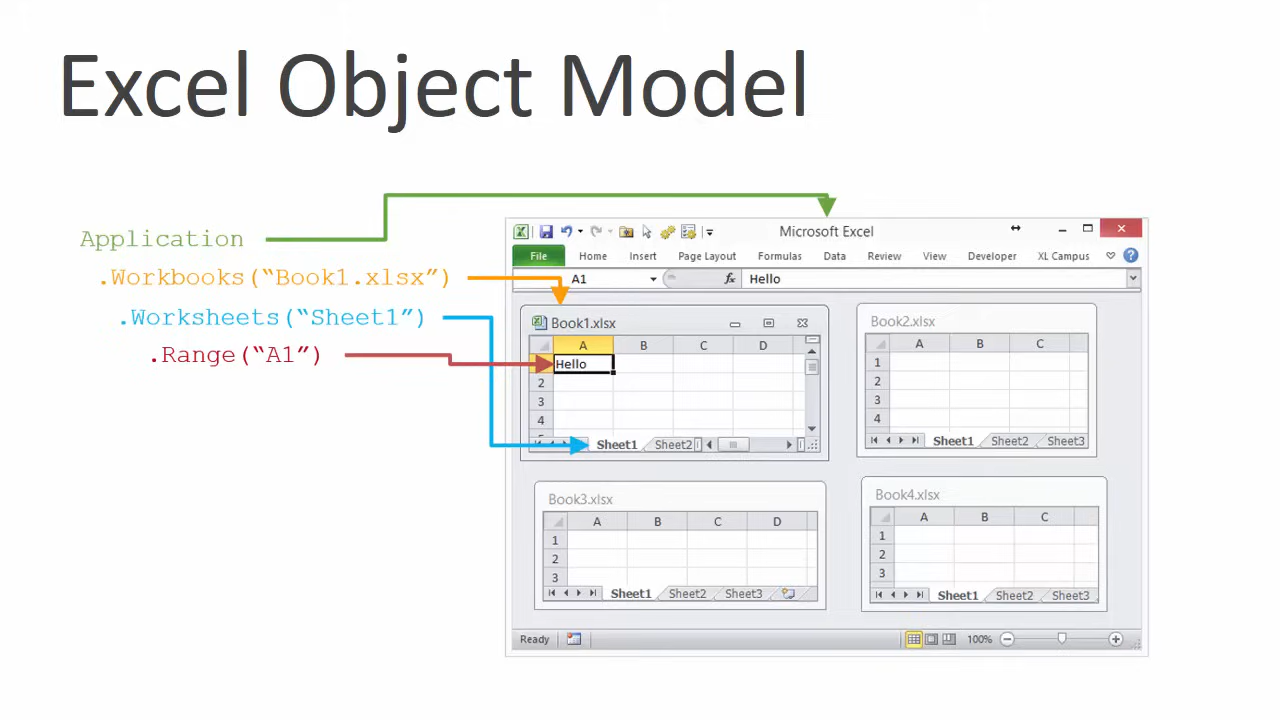 Excel Object Model
Application
.Workbooks(“Book1.xlsx”)
.Worksheets(“Sheet1”)
.Range(“A1”)
Microsoft Excel
File Home Insert Page Layout Formulas Data Review View Developer XL Campus
A1 fx Hello
Book1.xlsx
A B C D
Hello
2
3
4
Sheet1 Sheet2
Book2.xlsx
A B C
1
2
3
4
Sheet1 Sheet2 Sheet3
Book3.xlsx
A B C D
1
2
3
Sheet1 Sheet2 Sheet3
Book4.xlsx
A B C
1
2
3
Sheet1 Sheet2 Sheet3
Ready 100%